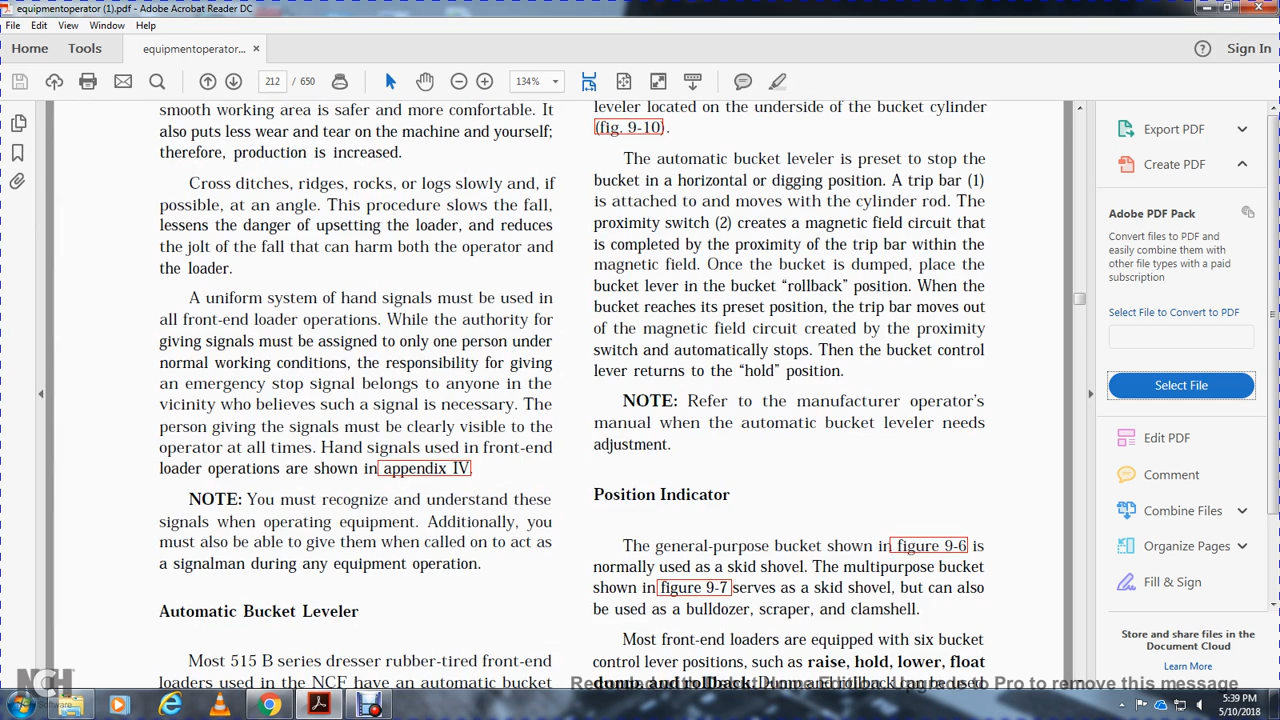 equipmentoperator (1).pdf - Adobe Acrobat Reader DC
File Edit View Window Help
Home Tools equipmentoperator... × Sign In
212 / 650 134%
smooth working area is safer and more comfortable. It
also puts less wear and tear on the machine and yourself;
therefore, production is increased.
Cross ditches, ridges, rocks, or logs slowly and, if
possible, at an angle. This procedure slows the fall,
lessens the danger of upsetting the loader, and reduces
the jolt of the fall that can harm both the operator and
the loader.
A uniform system of hand signals must be used in
all front-end loader operations. While the authority for
giving signals must be assigned to only one person under
normal working conditions, the responsibility for giving
an emergency stop signal belongs to anyone in the
vicinity who believes such a signal is necessary. The
person giving the signals must be clearly visible to the
operator at all times. Hand signals used in front-end
loader operations are shown in appendix IV.
NOTE: You must recognize and understand these
signals when operating equipment. Additionally, you
must also be able to give them when called on to act as
a signalman during any equipment operation.
Automatic Bucket Leveler
Most 515 B series dresser rubber-tired front-end
loaders used in the NCF have an automatic bucket
leveler located on the underside of the bucket cylinder
(fig. 9-10).
The automatic bucket leveler is preset to stop the
bucket in a horizontal or digging position. A trip bar (1)
is attached to and moves with the cylinder rod. The
proximity switch (2) creates a magnetic field circuit that
is completed by the proximity of the trip bar within the
magnetic field. Once the bucket is dumped, place the
bucket lever in the bucket “rollback” position. When the
bucket reaches its preset position, the trip bar moves out
of the magnetic field circuit created by the proximity
switch and automatically stops. Then the bucket control
lever returns to the “hold” position.
NOTE: Refer to the manufacturer operator’s
manual when the automatic bucket leveler needs
adjustment.
Position Indicator
The general-purpose bucket shown in figure 9-6 is
normally used as a skid shovel. The multipurpose bucket
shown in figure 9-7 serves as a skid shovel, but can also
be used as a bulldozer, scraper, and clamshell.
Most front-end loaders are equipped with six bucket
control lever positions, such as raise, hold, lower, float
dump and rollback. Dump and rollback can be used
Export PDF
Create PDF
Adobe PDF Pack
Convert files to PDF and
easily combine them with
other file types with a paid
subscription
Select File to Convert to PDF
Select File
Edit PDF
Comment
Combine Files
Organize Pages
Fill & Sign
Store and share files in the
Document Cloud
Learn More
NCH
Software
to Pro to remove this message
5:39 PM
5/10/2018